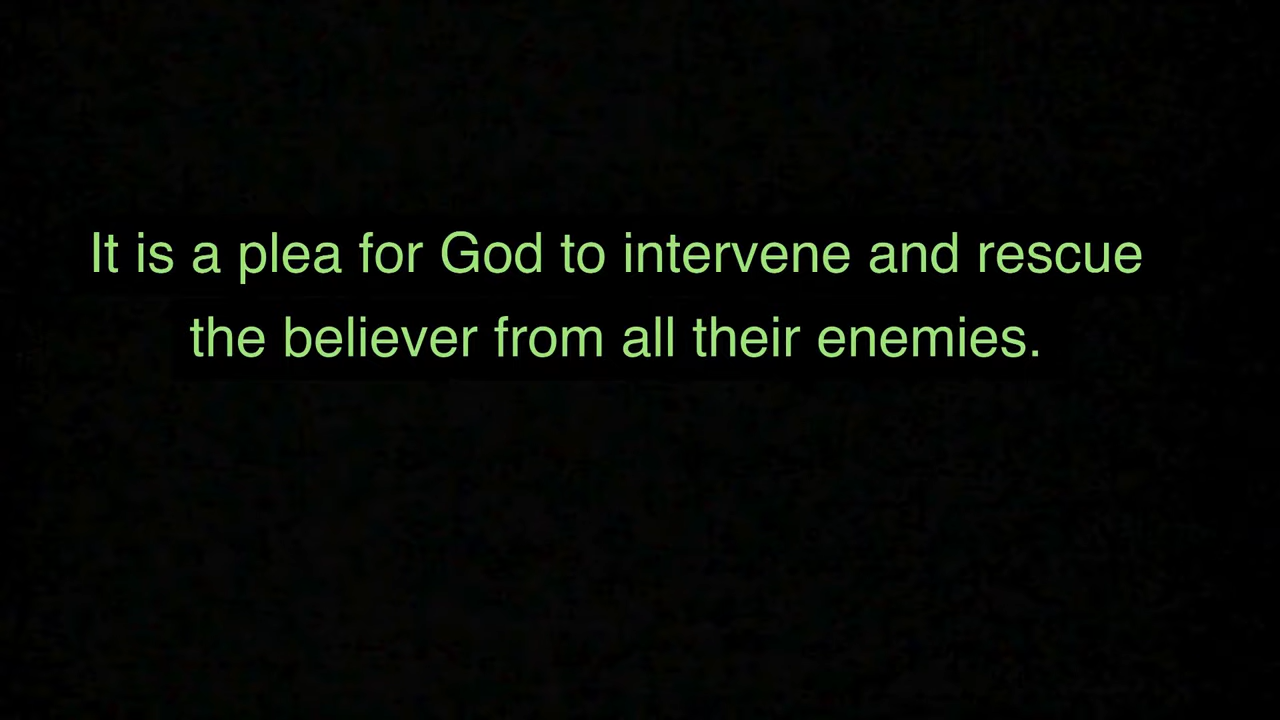 It is a plea for God to intervene and rescue
the believer from all their enemies.